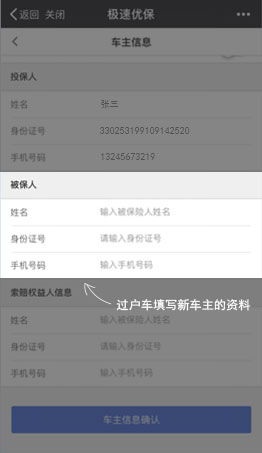 返回 关闭 极速优保
车主信息
投保人
姓名 张三
身份证号 330253199109142520
手机号码 13245673219
被保人
姓名 输入被保险人姓名
身份证号 请输入身份证号
手机号码 输入手机号码
索赔权益人信息
过户车填写新车主的资料
姓名 输入被保险人姓名
身份证号 请输入身份证号
手机号码 输入手机号码
车主信息确认